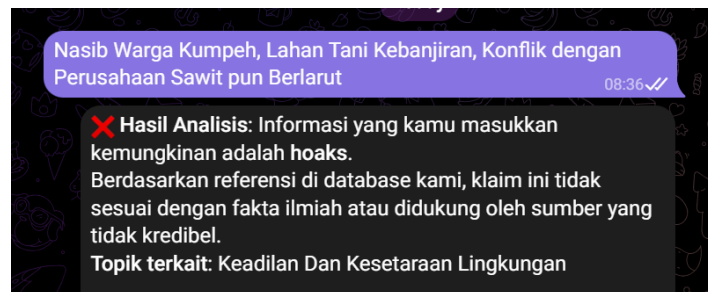 Nasib Warga Kumpeh, Lahan Tani Kebanjiran, Konflik dengan
Perusahaan Sawit pun Berlarut
08:36
❌ Hasil Analisis: Informasi yang kamu masukkan
kemungkinan adalah hoaks.
Berdasarkan referensi di database kami, klaim ini tidak
sesuai dengan fakta ilmiah atau didukung oleh sumber yang
tidak kredibel.
Topik terkait: Keadilan Dan Kesetaraan Lingkungan